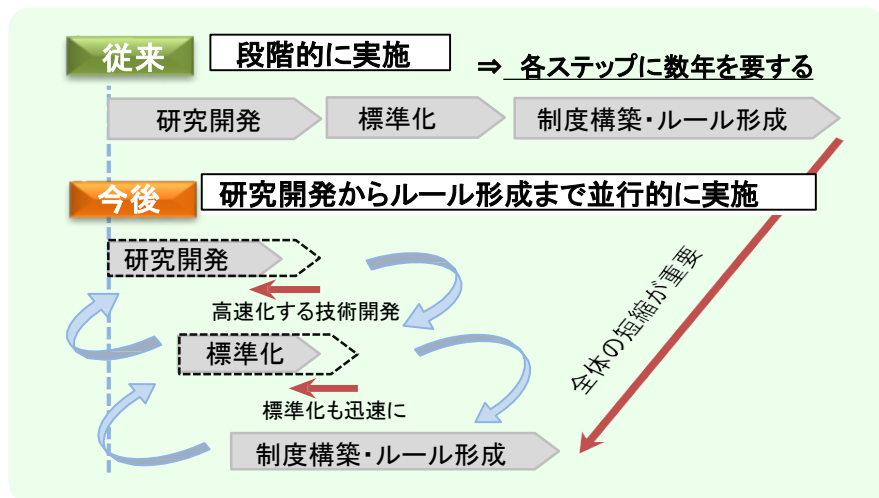 従来
段階的に実施
⇒ 各ステップに数年を要する
研究開発
標準化
制度構築・ルール形成
今後
研究開発からルール形成まで並行的に実施
研究開発
高速化する技術開発
標準化
標準化も迅速に
制度構築・ルール形成
全体の短縮が重要